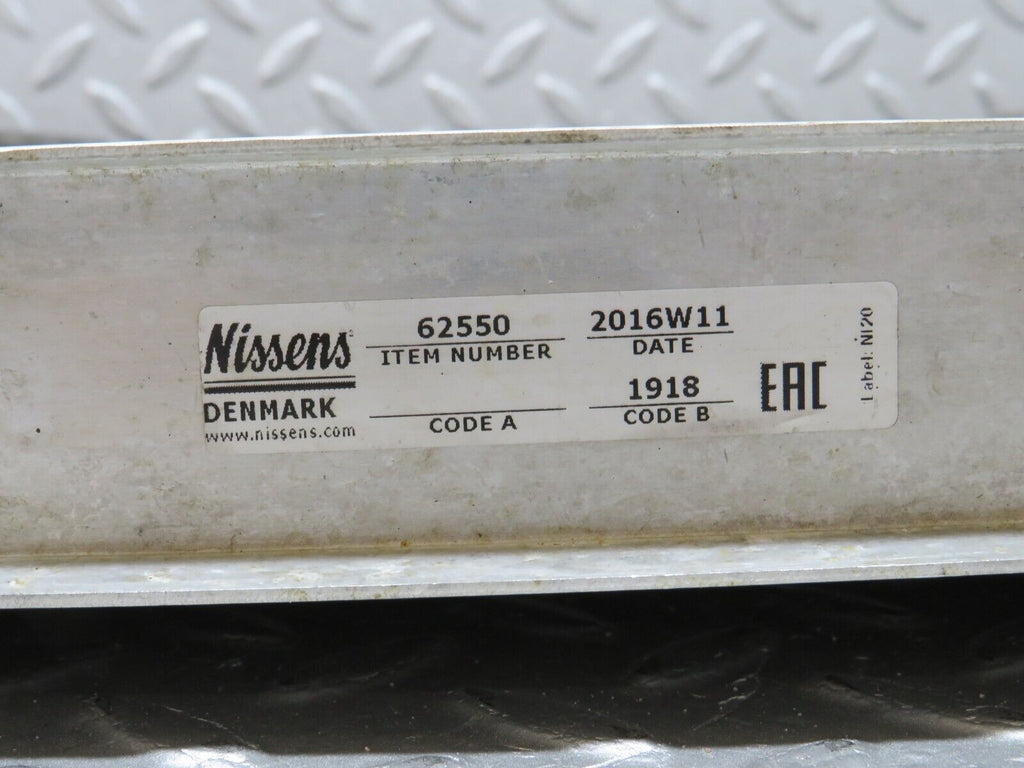 Nissens
DENMARK
www.nissens.com
62550
ITEM NUMBER
CODE A
2016W11
DATE
1918
CODE B
EAC
Label: NI20